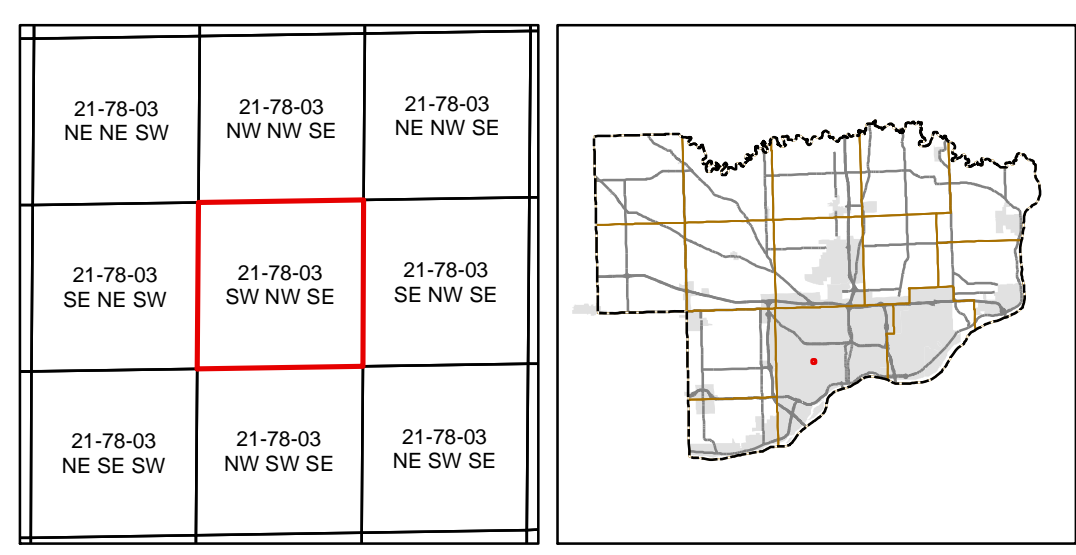 21-78-03
NE NE SW
21-78-03
NW NW SE
21-78-03
NE NW SE
21-78-03
SE NE SW
21-78-03
SW NW SE
21-78-03
SE NW SE
21-78-03
NE SE SW
21-78-03
NW SW SE
21-78-03
NE SW SE